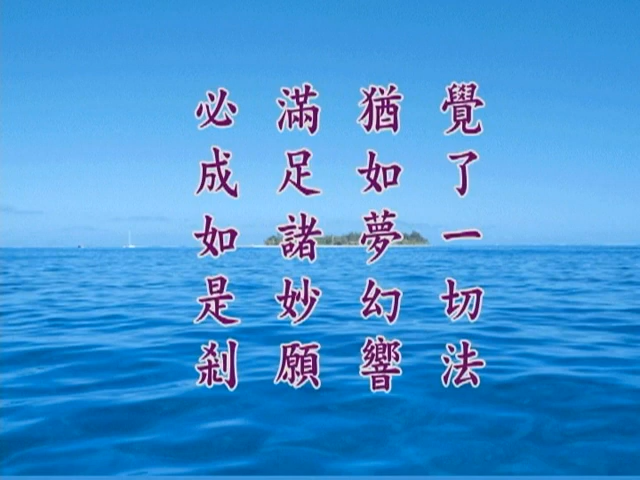 覺了一切法
猶如夢幻響
滿足諸妙願
必成如是剎